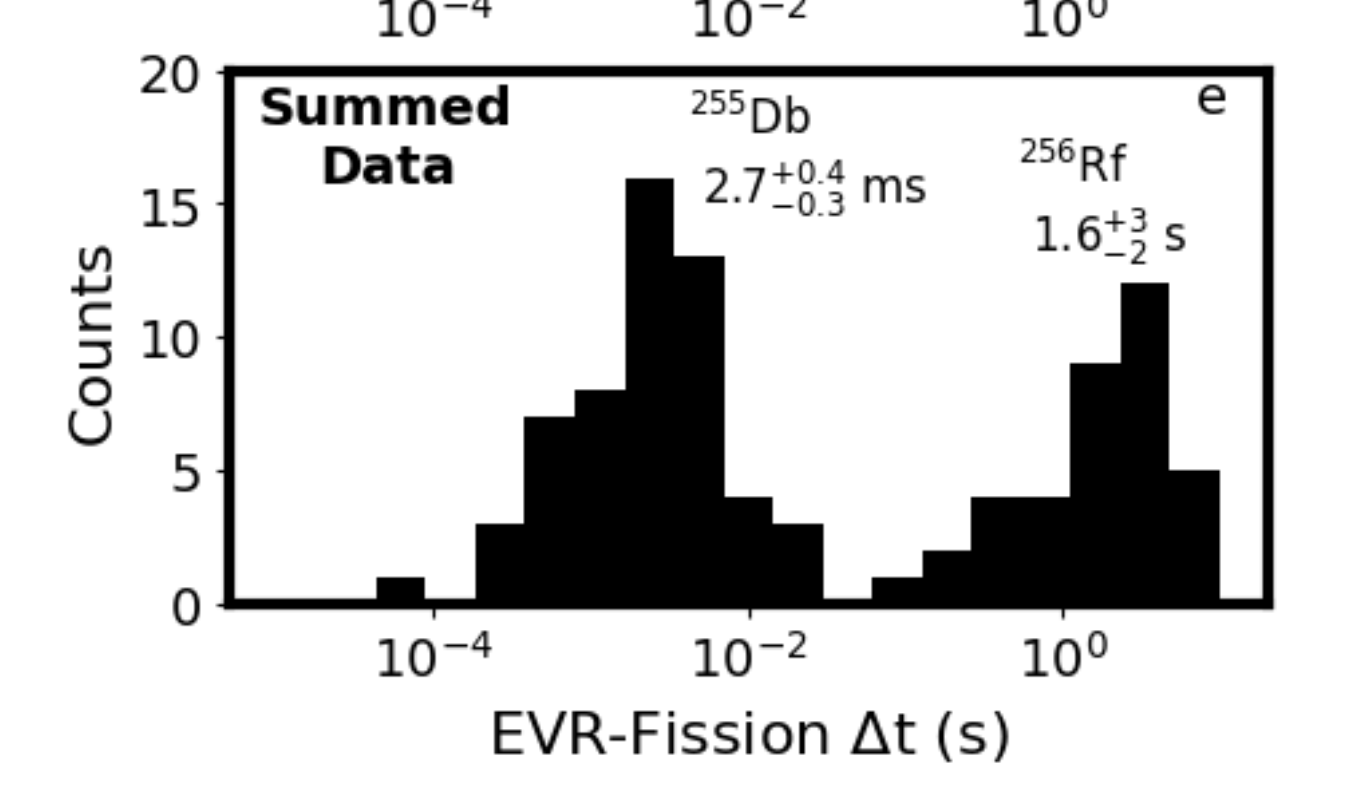 10⁻⁴ 10⁻² 10⁰
20
Summed
Data
²⁵⁵Db
2.7⁺⁰·⁴₋₀.₃ ms
e
²⁵⁶Rf
1.6⁺³₋₂ s
15
10
5
0
Counts
10⁻⁴ 10⁻² 10⁰
EVR-Fission Δt (s)